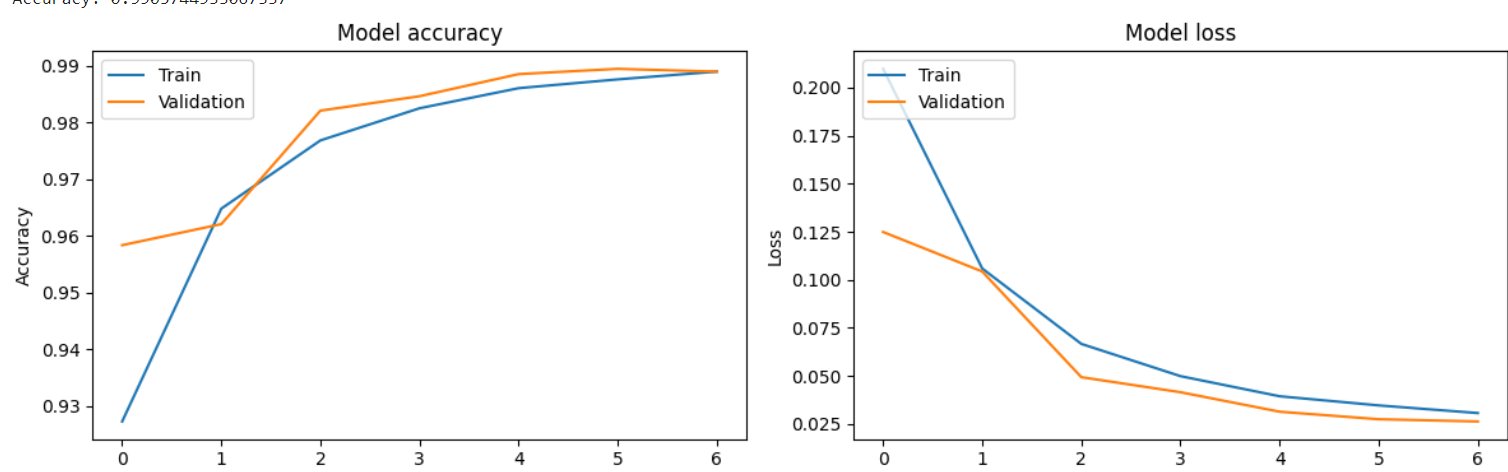 Model accuracy
Train
Validation
0.99
0.98
0.97
0.96
0.95
0.94
0.93
Accuracy
0 1 2 3 4 5 6
Model loss
Train
Validation
0.200
0.175
0.150
0.125
0.100
0.075
0.050
0.025
Loss
0 1 2 3 4 5 6